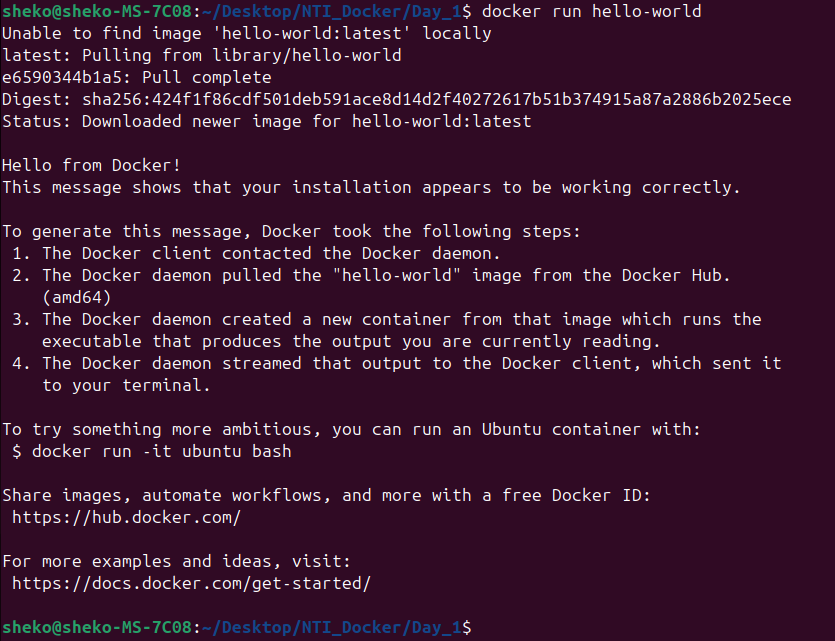 sheko@sheko-MS-7C08:~/Desktop/NTI_Docker/Day_1$ docker run hello-world
Unable to find image 'hello-world:latest' locally
latest: Pulling from library/hello-world
e6590344b1a5: Pull complete
Digest: sha256:424f1f86cdf501deb591ace8d14d2f40272617b51b374915a87a2886b2025ece
Status: Downloaded newer image for hello-world:latest
Hello from Docker!
This message shows that your installation appears to be working correctly.
To generate this message, Docker took the following steps:
1. The Docker client contacted the Docker daemon.
2. The Docker daemon pulled the "hello-world" image from the Docker Hub.
(amd64)
3. The Docker daemon created a new container from that image which runs the
executable that produces the output you are currently reading.
4. The Docker daemon streamed that output to the Docker client, which sent it
to your terminal.
To try something more ambitious, you can run an Ubuntu container with:
$ docker run -it ubuntu bash
Share images, automate workflows, and more with a free Docker ID:
https://hub.docker.com/
For more examples and ideas, visit:
https://docs.docker.com/get-started/
sheko@sheko-MS-7C08:~/Desktop/NTI_Docker/Day_1$